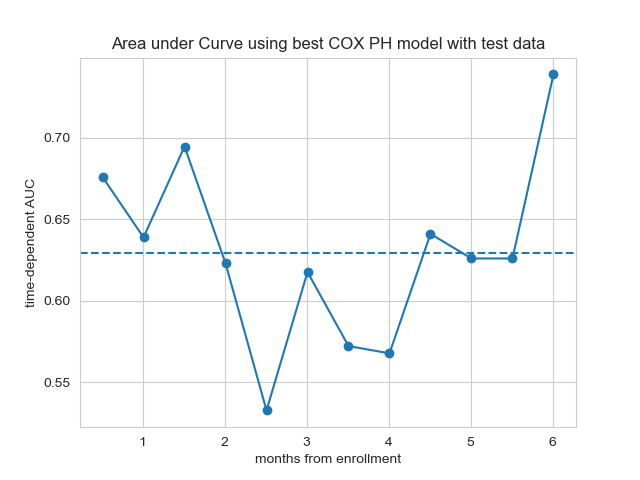 Area under Curve using best COX PH model with test data
time-dependent AUC
0.70
0.65
0.60
0.55
1 2 3 4 5 6
months from enrollment